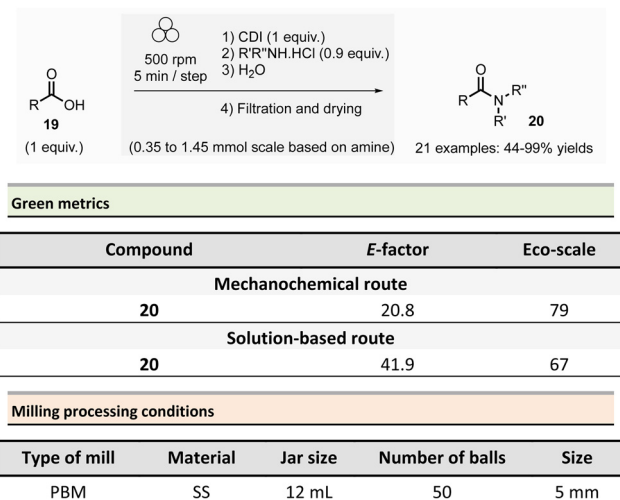 1) CDI (1 equiv.)
500 rpm 2) R'R"NH.HCl (0.9 equiv.)
5 min / step 3) H2O
O
R OH
19
4) Filtration and drying
O
R N R"
R' 20
(1 equiv.) (0.35 to 1.45 mmol scale based on amine) 21 examples: 44-99% yields
Green metrics
Compound E-factor Eco-scale
Mechanochemical route
20 20.8 79
Solution-based route
20 41.9 67
Milling processing conditions
Type of mill Material Jar size Number of balls Size
PBM SS 12 mL 50 5 mm